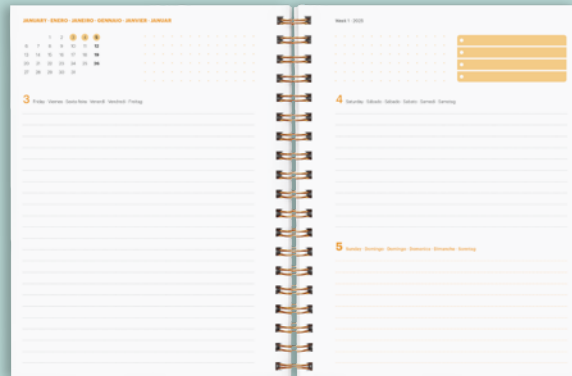 JANUARY · ENERO · JANEIRO · GENNAIO · JANVIER · JANUAR
1 2 3 4 5
6 7 8 9 10 11 12
13 14 15 16 17 18 19
20 21 22 23 24 25 26
27 28 29 30 31
3 Friday · Viernes · Sexta-feira · Venerdì · Vendredi · Freitag
Week 1 · 2025
4 Saturday · Sábado · Sábado · Sabato · Samedi · Samstag
5 Sunday · Domingo · Domingo · Domenica · Dimanche · Sonntag